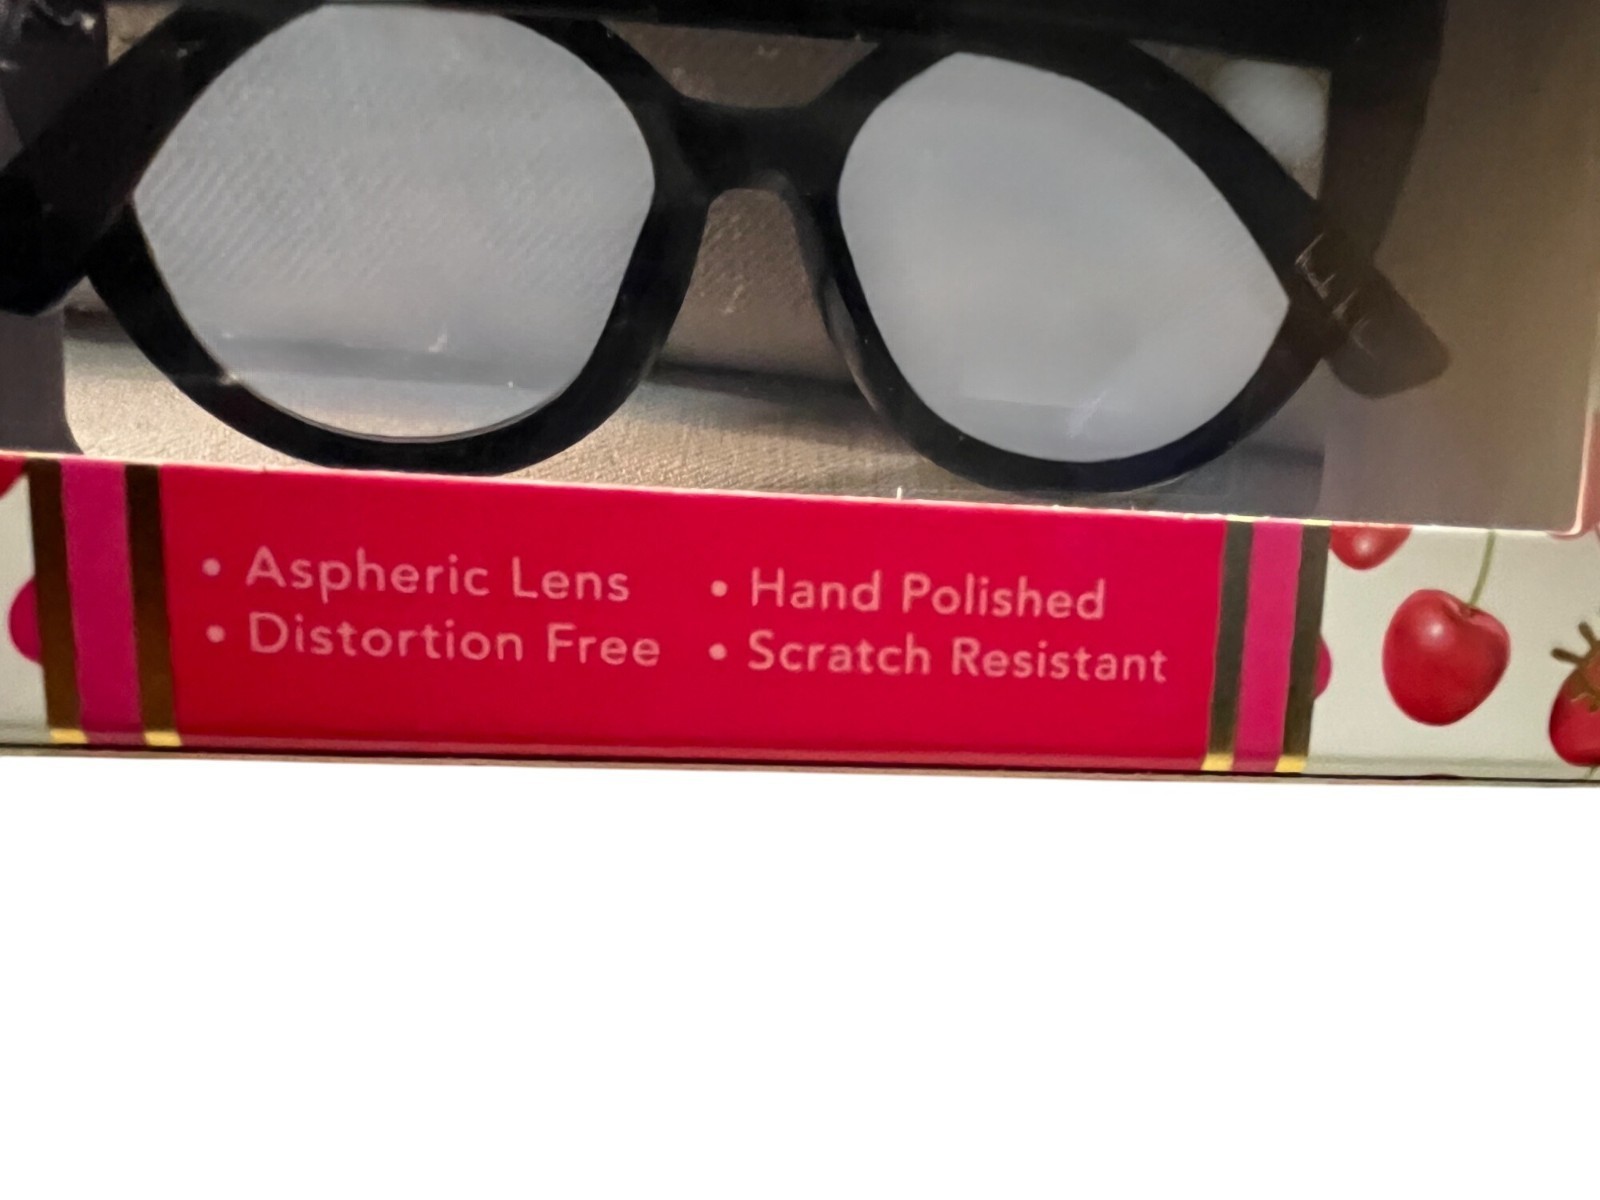 • Aspheric Lens
• Distortion Free
• Hand Polished
• Scratch Resistant